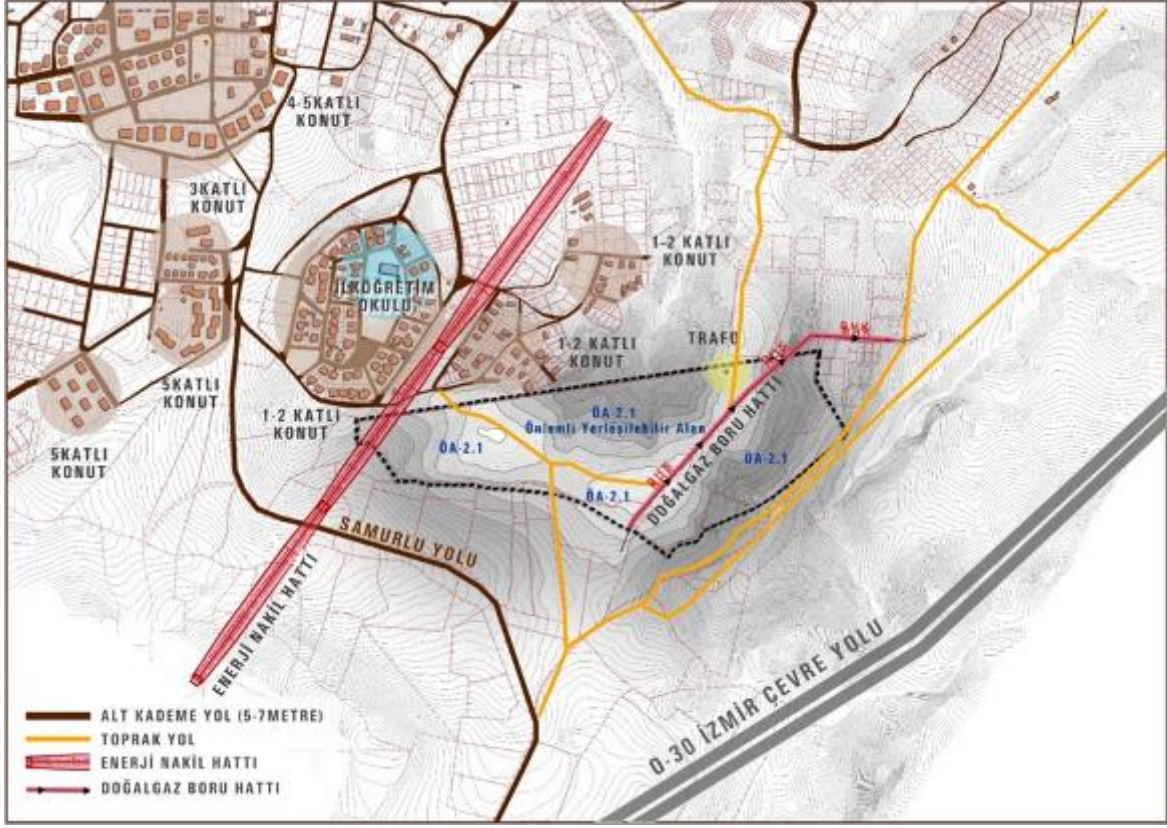 4-5KATLI
KONUT
3KATLI
KONUT
1-2 KATLI
KONUT
İLKÖĞRETİM
OKULU
TRAFO
1-2 KATLI
KONUT
5KATLI
KONUT
ÖA-2.1
Önlemli Yerleşilebilir Alan
1-2 KATLI
KONUT
ÖA-2.1
ÖA-2.1
5KATLI
KONUT
ÖA-2.1
DOĞALGAZ BORU HATTI
SAMURLU YOLU
ENERJİ NAKİL HATTI
O-30 İZMİR ÇEVRE YOLU
ALT KADEME YOL (5-7METRE)
TOPRAK YOL
ENERJİ NAKİL HATTI
DOĞALGAZ BORU HATTI